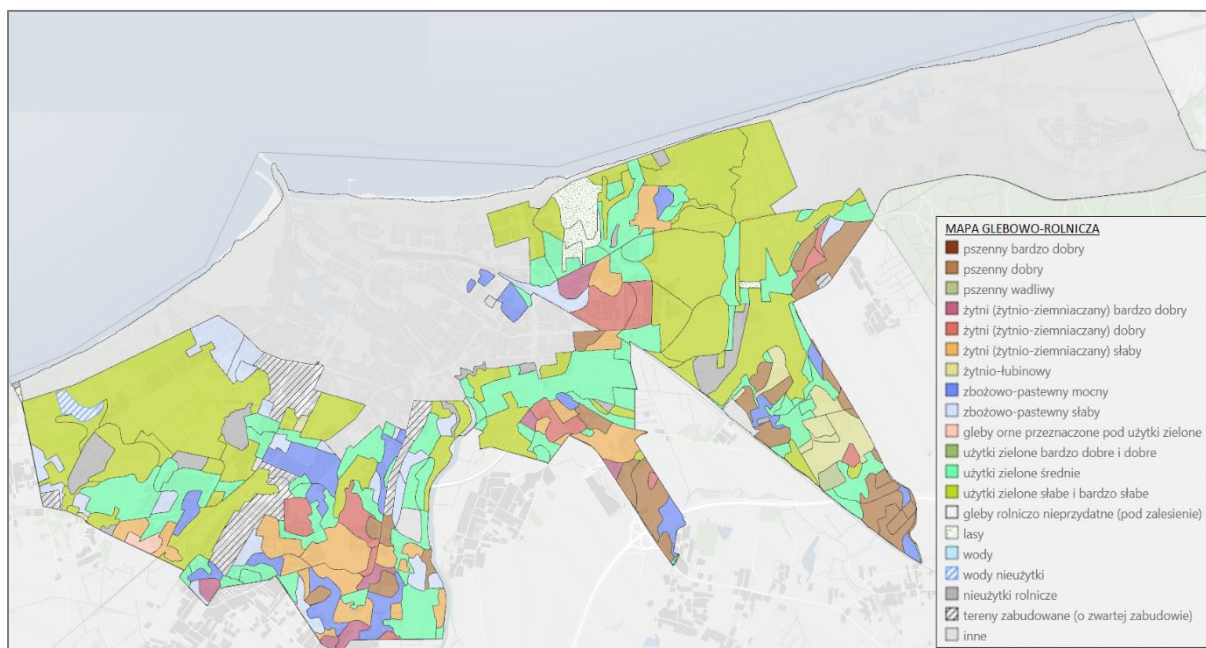 MAPA GLEBOWO-ROLNICZA
pszenny bardzo dobry
pszenny dobry
pszenny wadliwy
żytni (żytnio-ziemniaczany) bardzo dobry
żytni (żytnio-ziemniaczany) dobry
żytni (żytnio-ziemniaczany) słaby
żytnio-łubinowy
zbożowo-pastewny mocny
zbożowo-pastewny słaby
gleby orne przeznaczone pod użytki zielone
użytki zielone bardzo dobre i dobre
użytki zielone średnie
użytki zielone słabe i bardzo słabe
gleby rolniczo nieprzydatne (pod zalesienie)
lasy
wody
wody nieużytki
nieużytki rolnicze
tereny zabudowane (o zwartej zabudowie)
inne